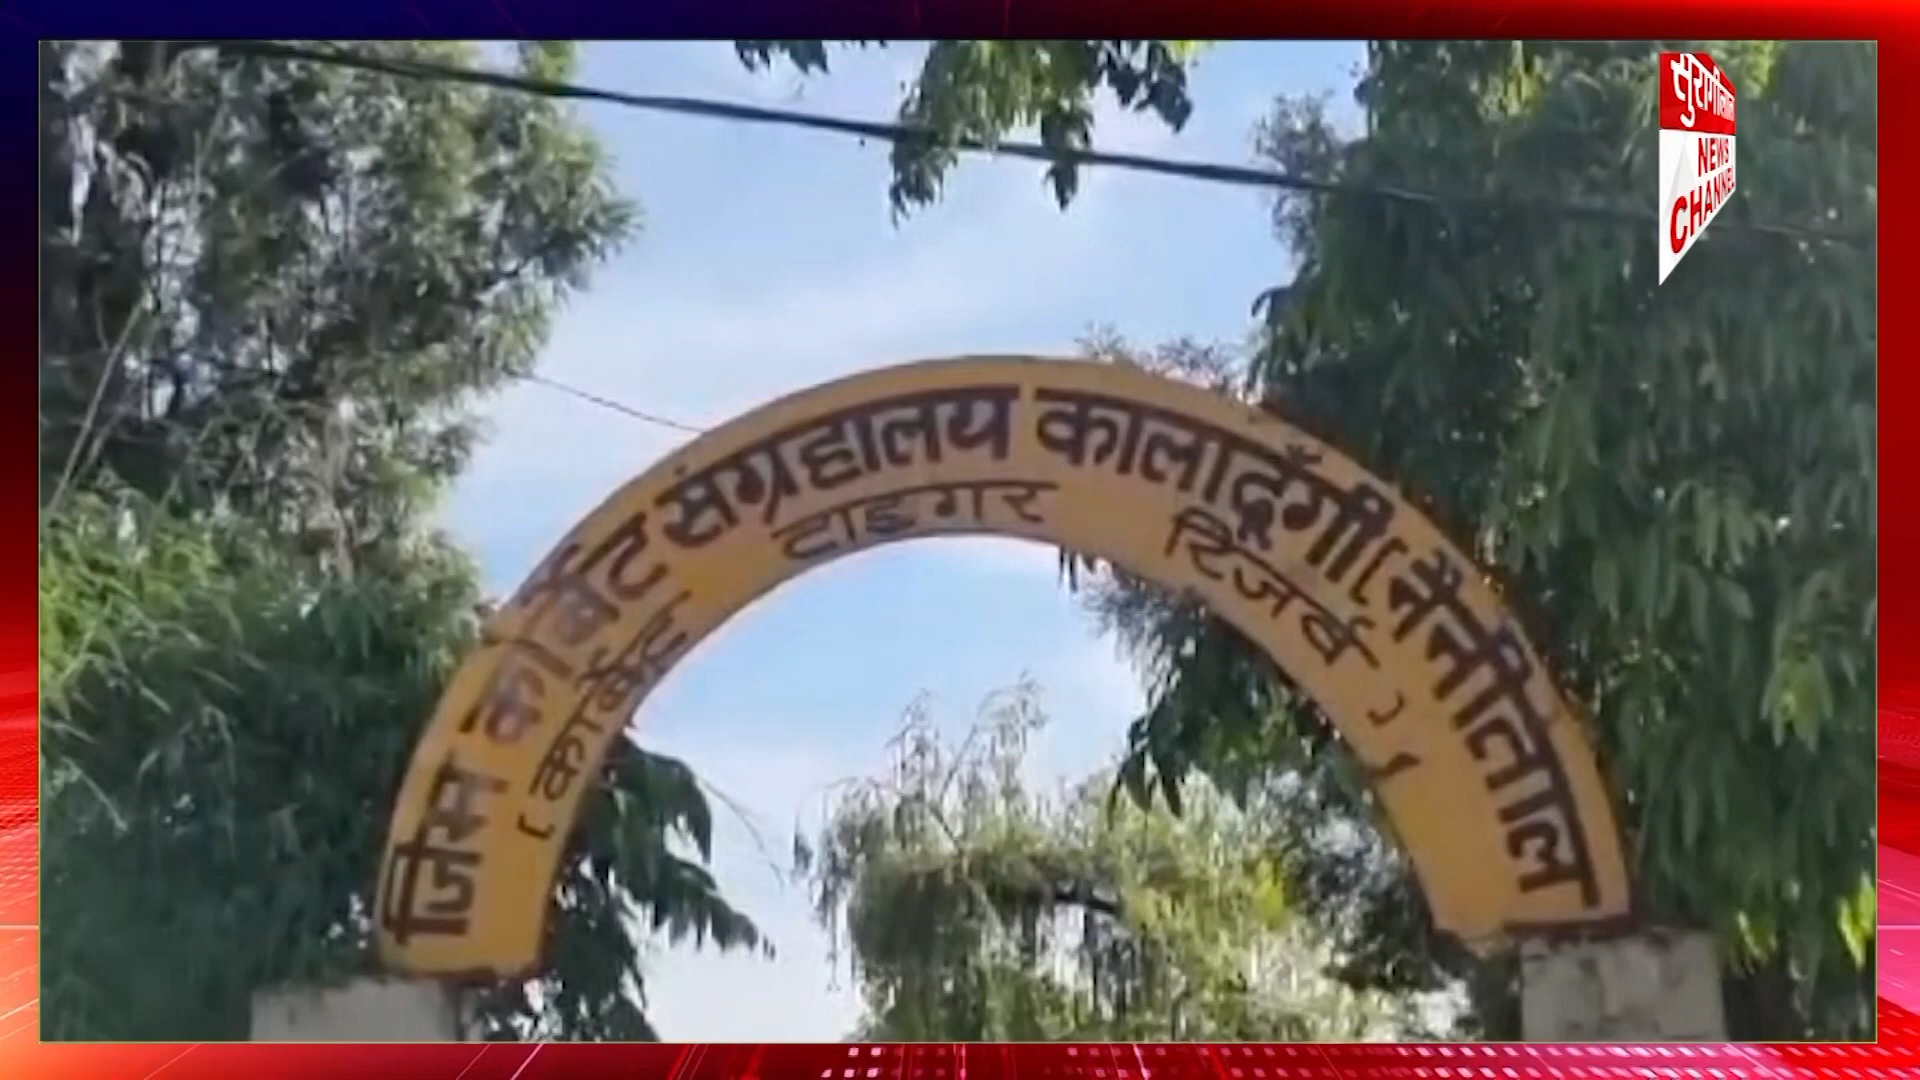 जिम कोर्बेट संग्रहालय कालादूँगी (नैनीताल
( कार्बेट टाइगर रिजर्व )
NEWS
CHANNEL